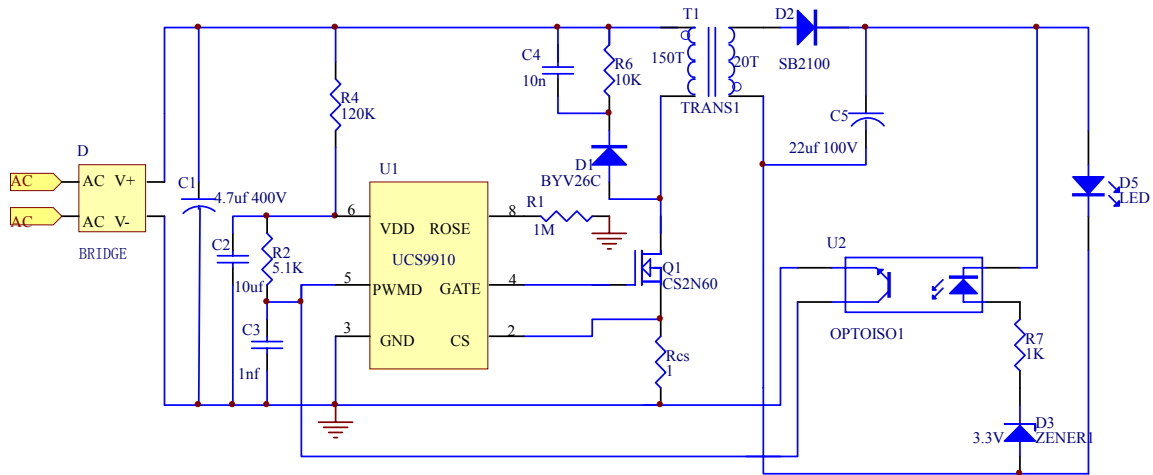 T1
D2
150T
20T
SB2100
TRANS1
C4
10n
R6
10K
R4
120K
D1
BYV26C
C5
22uf 100V
D
AC
AC
AC V+
AC V-
BRIDGE
C1
4.7uf 400V
U1
6
VDD
ROSE
8
R1
1M
UCS9910
5
PWMD
GATE
4
3
GND
CS
2
C2
10uf
R2
5.1K
C3
1nf
Q1
CS2N60
Rcs
1
U2
OPTOISO1
D5
LED
R7
1K
D3
3.3V
ZENER1